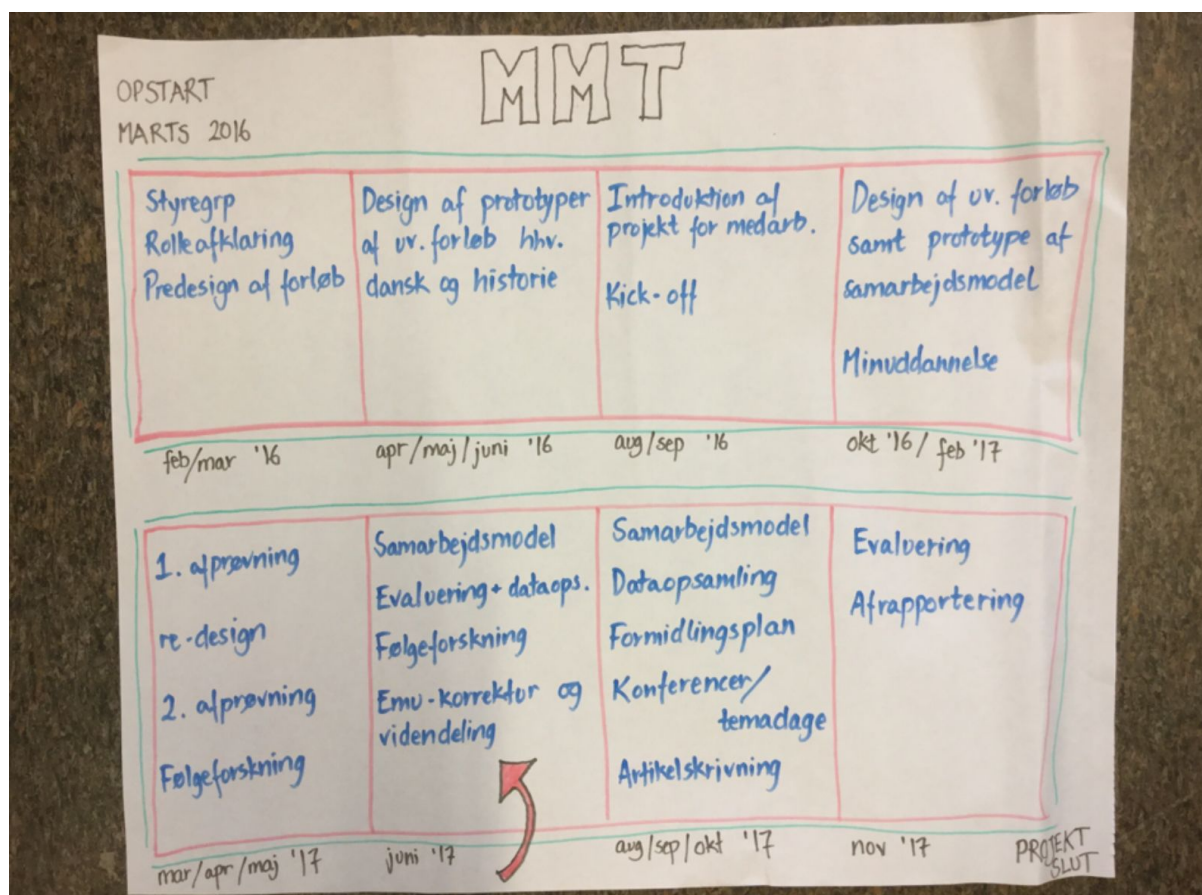 OPSTART
MARTS 2016
MMT
Styregrp
Rolleafklaring
Predesign af forløb
Design af prototyper
af uv. forløb hhv.
dansk og historie
Introduktion af
projekt for medarb.
Kick-off
Design af uv. forløb
samt prototype af
samarbejdsmodel
Minuddannelse
feb/mar '16
apr/maj/juni '16
aug/sep '16
okt '16 / feb '17
1. afprøvning
re-design
2. afprøvning
Følgeforskning
Samarbejdsmodel
Evaluering + dataops.
Følgeforskning
Emu-korrektur og
videndeling
Samarbejdsmodel
Dataopsamling
Formidlingsplan
Konferencer/
temadage
Artikelskrivning
Evaluering
Afrapportering
mar/apr/maj '17
juni '17
aug/sep/okt '17
nov '17
PROJEKT
SLUT